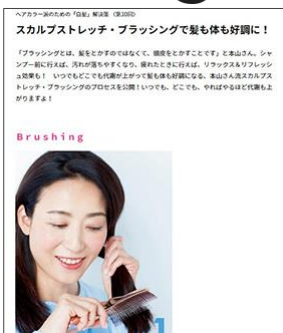 ヘアカラー派のための「白髪」解決策（第20回）
スカルプストレッチ・ブラッシングで髪も体も好調に！
「ブラッシングとは、髪をとかすのではなくて、頭皮をとかすことです」と本山さん。シャ
ンプー前に行えば、汚れが落ちやすくなり、疲れたときに行えば、リラックス&リフレッシ
ュ効果も！　いつでもどこでも代謝が上がって髪も体も好調になる、本山さん流スカルプス
トレッチ・ブラッシングのプロセスを公開！いつでも、どこでも、やればやるほど代謝も上
がりますよ！
Brushing
1